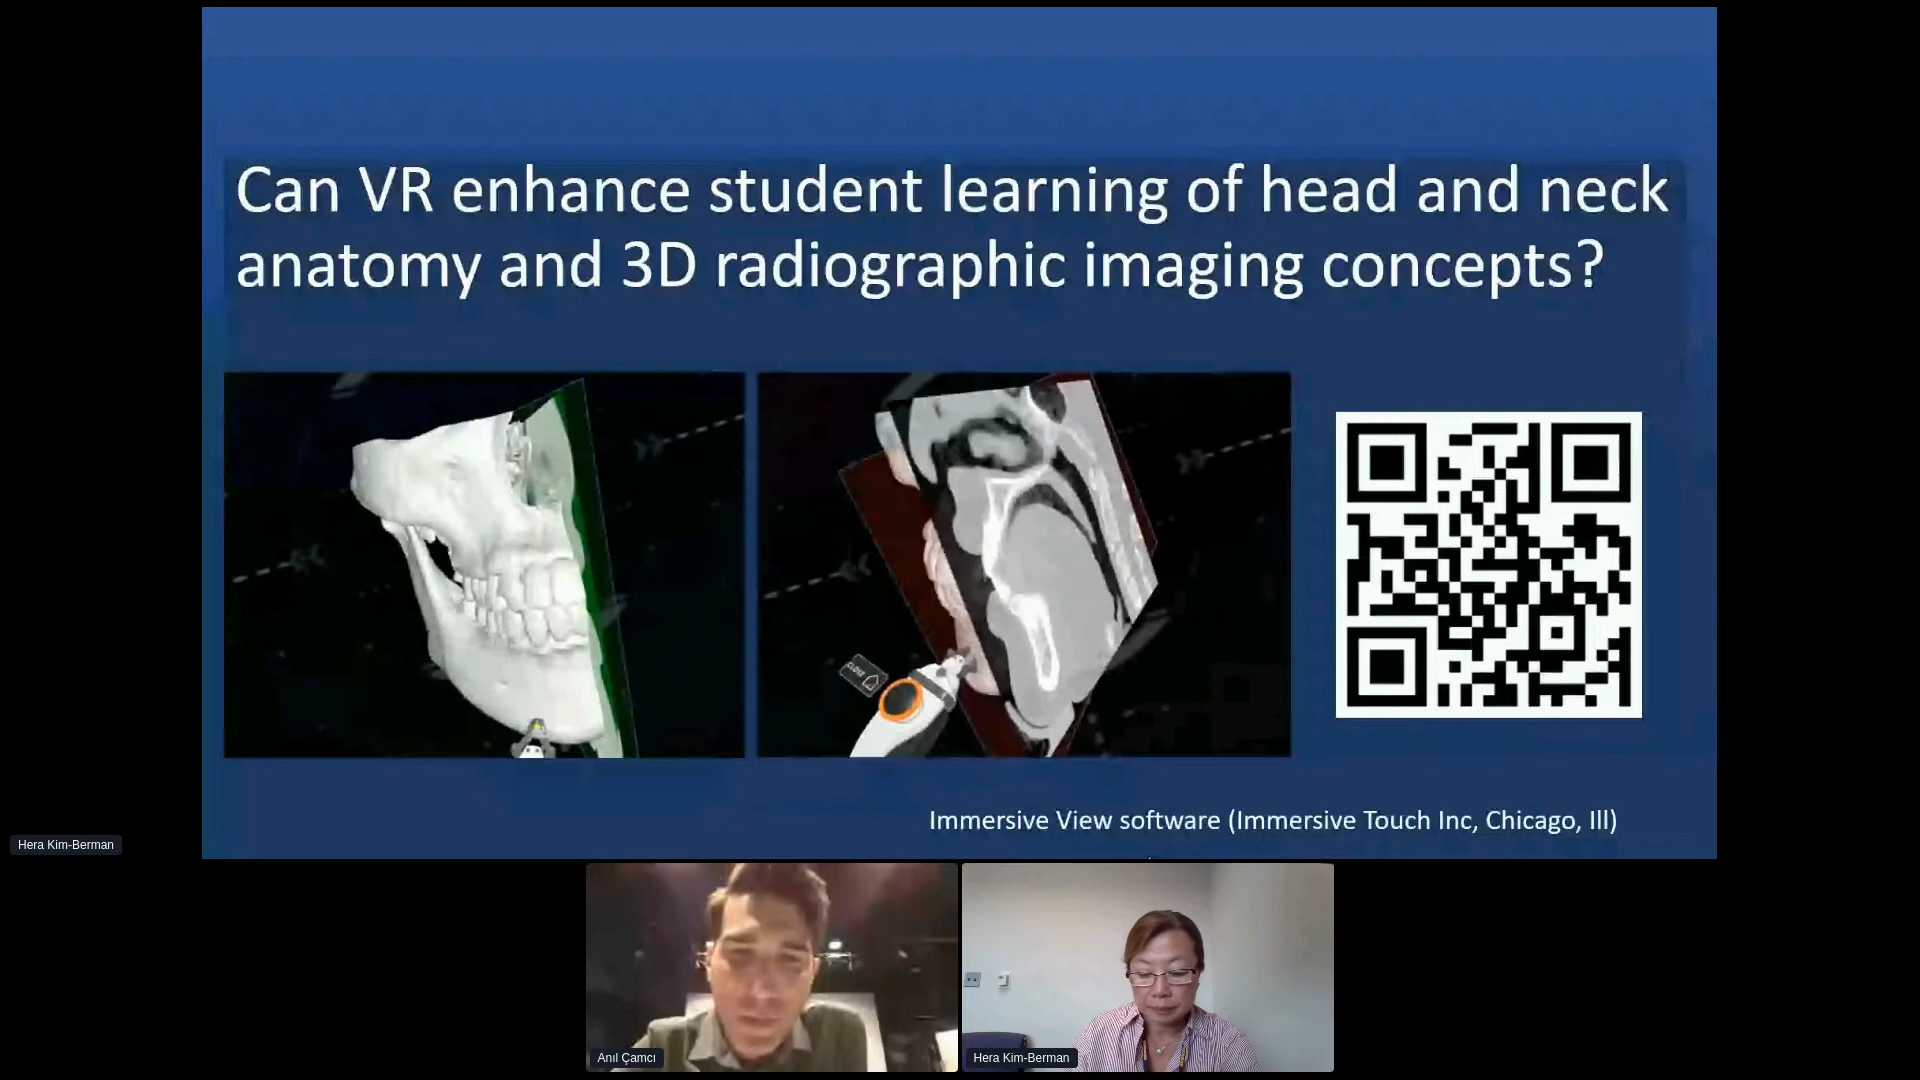 Can VR enhance student learning of head and neck
anatomy and 3D radiographic imaging concepts?
CLOSE
Immersive View software (Immersive Touch Inc, Chicago, Ill)
Hera Kim-Berman
Anıl Çamcı
Hera Kim-Berman